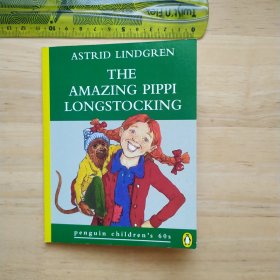 ASTRID LINDGREN
THE
AMAZING PIPPI
LONGSTOCKING
penguin children's 60s